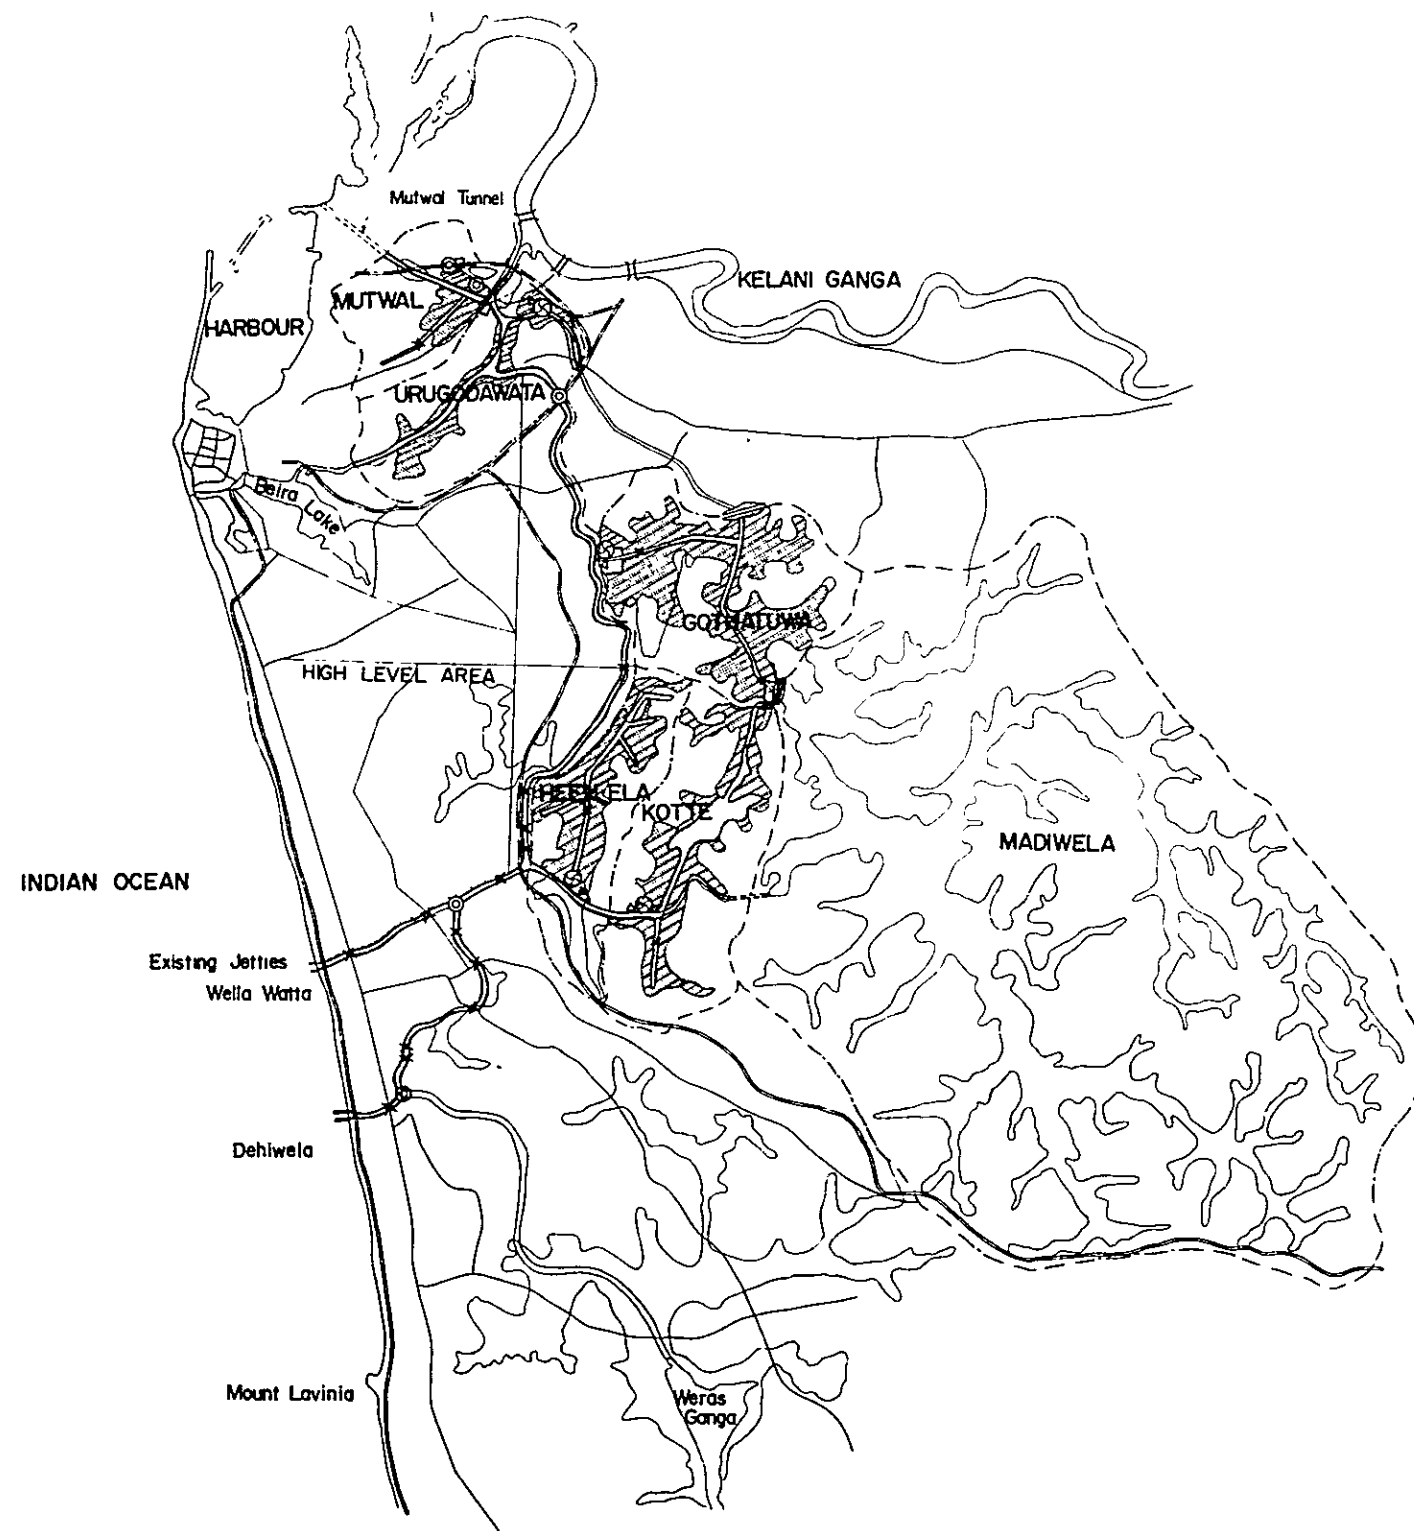 Mutwal Tunnel
KELANI GANGA
MUTWAL
HARBOUR
URUGODAWATA
Beira Lake
GOTHATUWA
HIGH LEVEL AREA
KOTTE
MADIWELA
INDIAN OCEAN
Existing Jetties
Wella Watta
Dehiwela
Mount Lavinia
Weras
Ganga